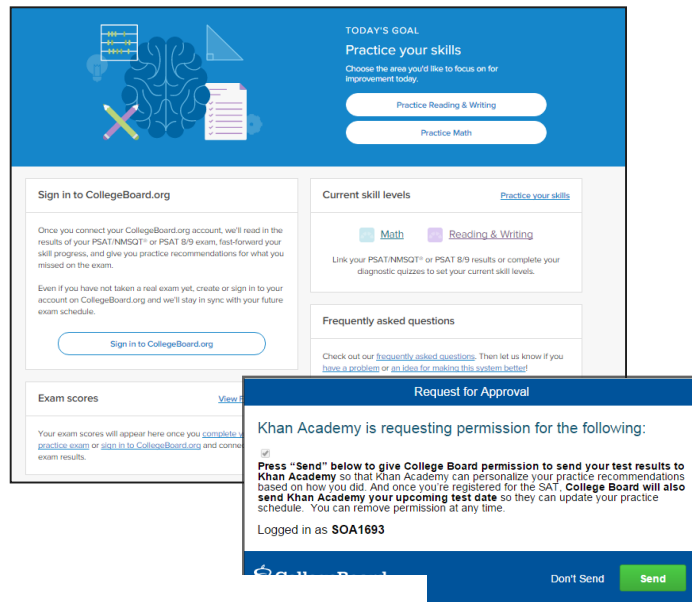 TODAY'S GOAL
Practice your skills
Choose the area you'd like to focus on for
improvement today.
Practice Reading & Writing
Practice Math
Sign in to CollegeBoard.org
Once you connect your CollegeBoard.org account, we'll read in the
results of your PSAT/NMSQT® or PSAT 8/9 exam, fast-forward your
skill progress, and give you practice recommendations for what you
missed on the exam.
Even if you have not taken a real exam yet, create or sign in to your
account on CollegeBoard.org and we'll stay in sync with your future
exam schedule.
Sign in to CollegeBoard.org
Current skill levels
Practice your skills
Math
Reading & Writing
Link your PSAT/NMSQT® or PSAT 8/9 results or complete your
diagnostic quizzes to set your current skill levels.
Frequently asked questions
Check out our frequently asked questions. Then let us know if you
have a problem or an idea for making this system better!
Exam scores
View
Your exam scores will appear here once you complete
practice exam or sign in to CollegeBoard.org and
exam results.
Request for Approval
Khan Academy is requesting permission for the following:
Press “Send” below to give College Board permission to send your test results to
Khan Academy so that Khan Academy can personalize your practice recommendations
based on how you did. And once you're registered for the SAT, College Board will also
send Khan Academy your upcoming test date so they can update your practice
schedule. You can remove permission at any time.
Logged in as SOA1693
Don't Send
Send